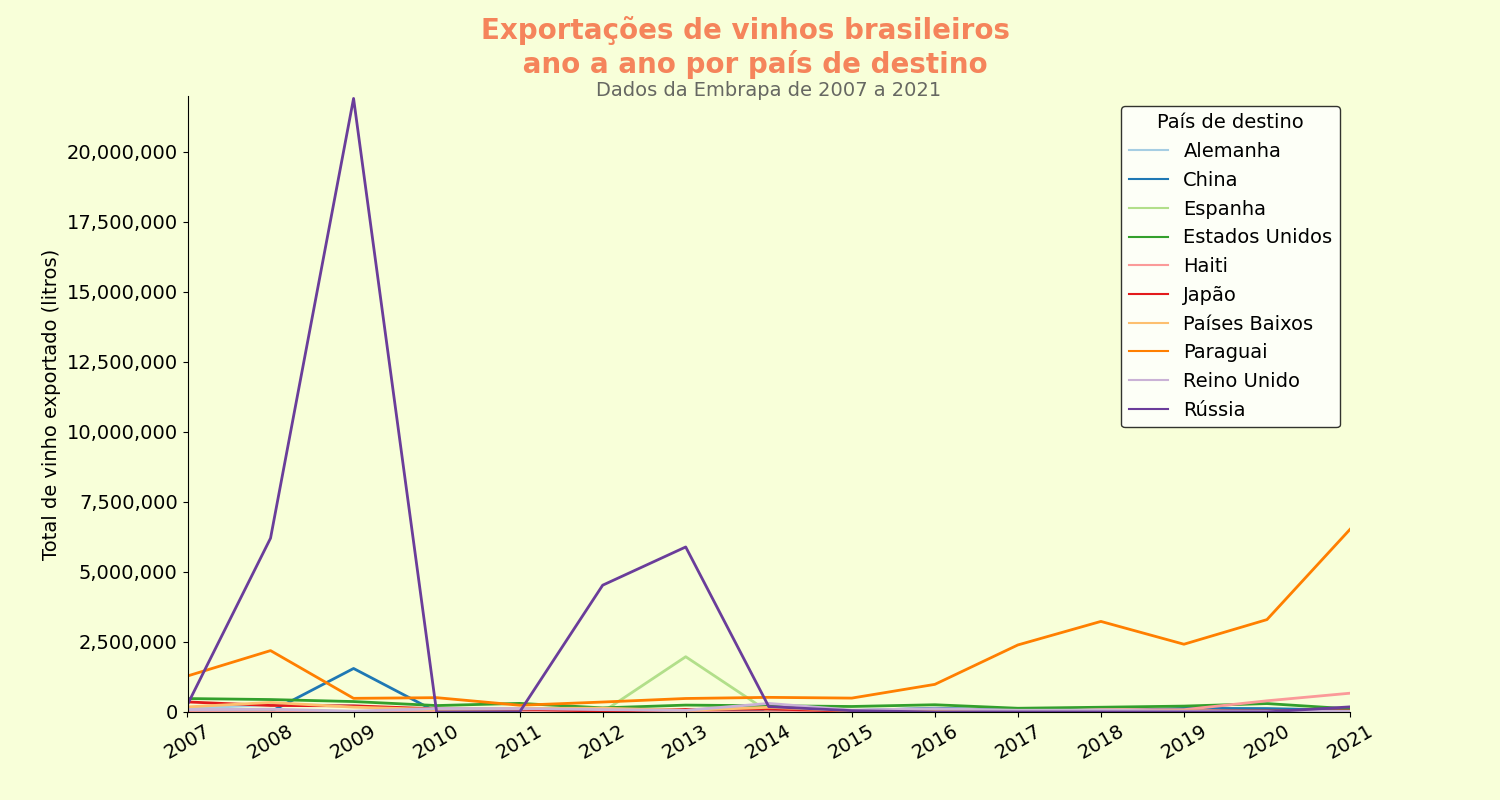 Exportações de vinhos brasileiros
ano a ano por país de destino
Dados da Embrapa de 2007 a 2021
Total de vinho exportado (litros)
20,000,000
17,500,000
15,000,000
12,500,000
10,000,000
7,500,000
5,000,000
2,500,000
0
2007 2008 2009 2010 2011 2012 2013 2014 2015 2016 2017 2018 2019 2020 2021
País de destino
Alemanha
China
Espanha
Estados Unidos
Haiti
Japão
Países Baixos
Paraguai
Reino Unido
Rússia